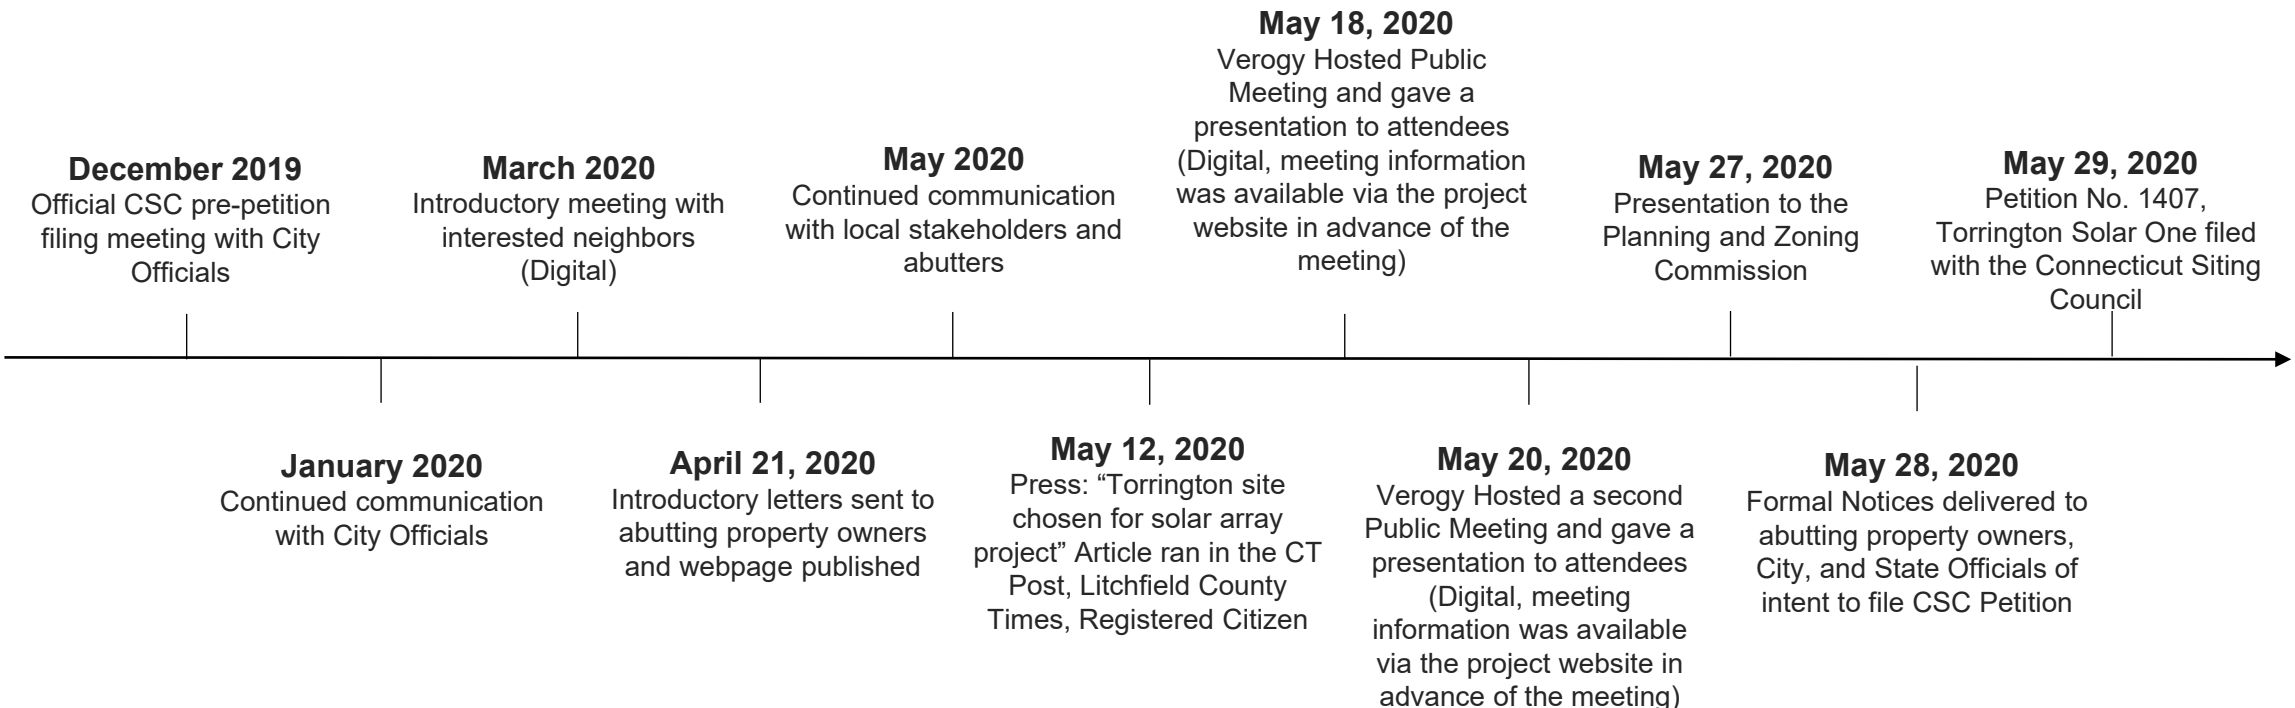 December 2019
Official CSC pre-petition
filing meeting with City
Officials
January 2020
Continued communication
with City Officials
March 2020
Introductory meeting with
interested neighbors
(Digital)
April 21, 2020
Introductory letters sent to
abutting property owners
and webpage published
May 2020
Continued communication
with local stakeholders and
abutters
May 12, 2020
Press: “Torrington site
chosen for solar array
project” Article ran in the CT
Post, Litchfield County
Times, Registered Citizen
May 18, 2020
Verogy Hosted Public
Meeting and gave a
presentation to attendees
(Digital, meeting information
was available via the project
website in advance of the
meeting)
May 20, 2020
Verogy Hosted a second
Public Meeting and gave a
presentation to attendees
(Digital, meeting
information was available
via the project website in
advance of the meeting)
May 27, 2020
Presentation to the
Planning and Zoning
Commission
May 28, 2020
Formal Notices delivered to
abutting property owners,
City, and State Officials of
intent to file CSC Petition
May 29, 2020
Petition No. 1407,
Torrington Solar One filed
with the Connecticut Siting
Council